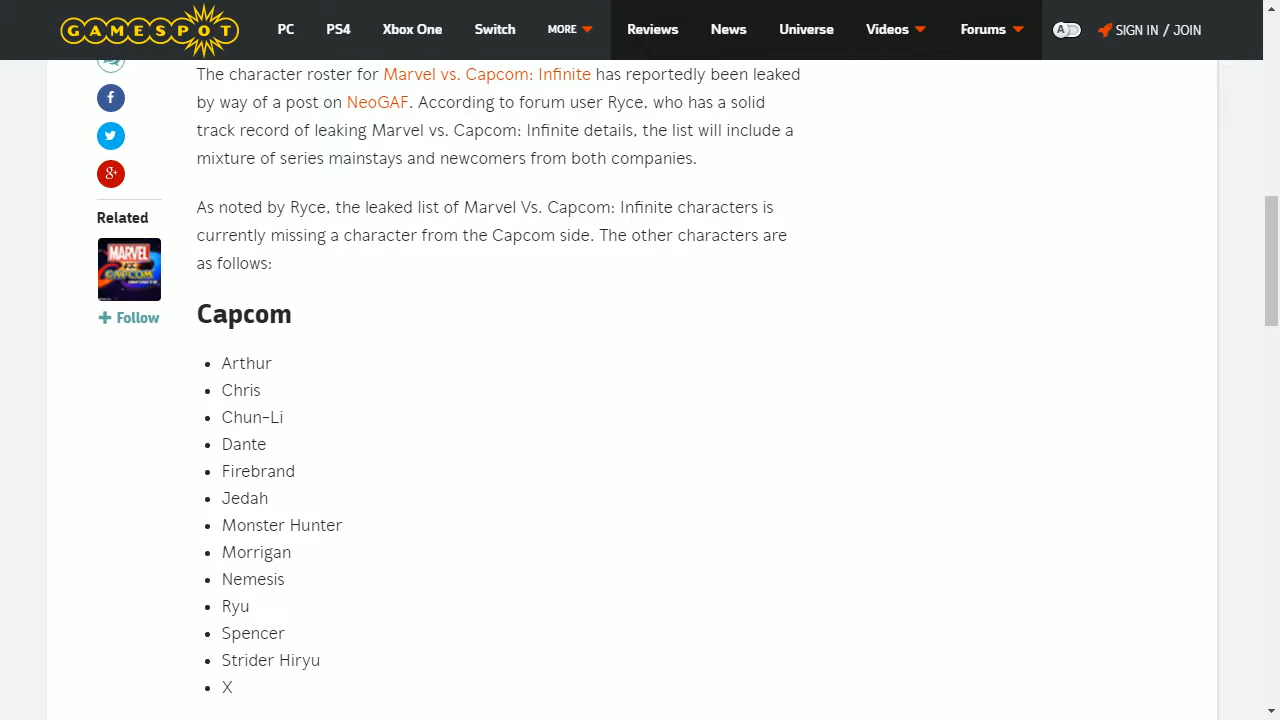 GAMESPOT PC PS4 Xbox One Switch MORE Reviews News Universe Videos Forums A SIGN IN / JOIN
The character roster for Marvel vs. Capcom: Infinite has reportedly been leaked
by way of a post on NeoGAF. According to forum user Ryce, who has a solid
track record of leaking Marvel vs. Capcom: Infinite details, the list will include a
mixture of series mainstays and newcomers from both companies.
f
g+
Related
MARVEL
CAPCOM
+ Follow
As noted by Ryce, the leaked list of Marvel Vs. Capcom: Infinite characters is
currently missing a character from the Capcom side. The other characters are
as follows:
Capcom
• Arthur
• Chris
• Chun-Li
• Dante
• Firebrand
• Jedah
• Monster Hunter
• Morrigan
• Nemesis
• Ryu
• Spencer
• Strider Hiryu
• X